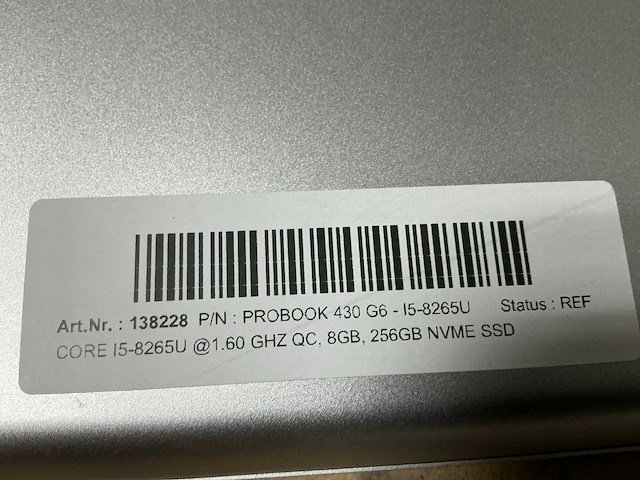 Art.Nr. : 138228 P/N : PROBOOK 430 G6 - I5-8265U Status : REF
CORE I5-8265U @1.60 GHZ QC, 8GB, 256GB NVME SSD